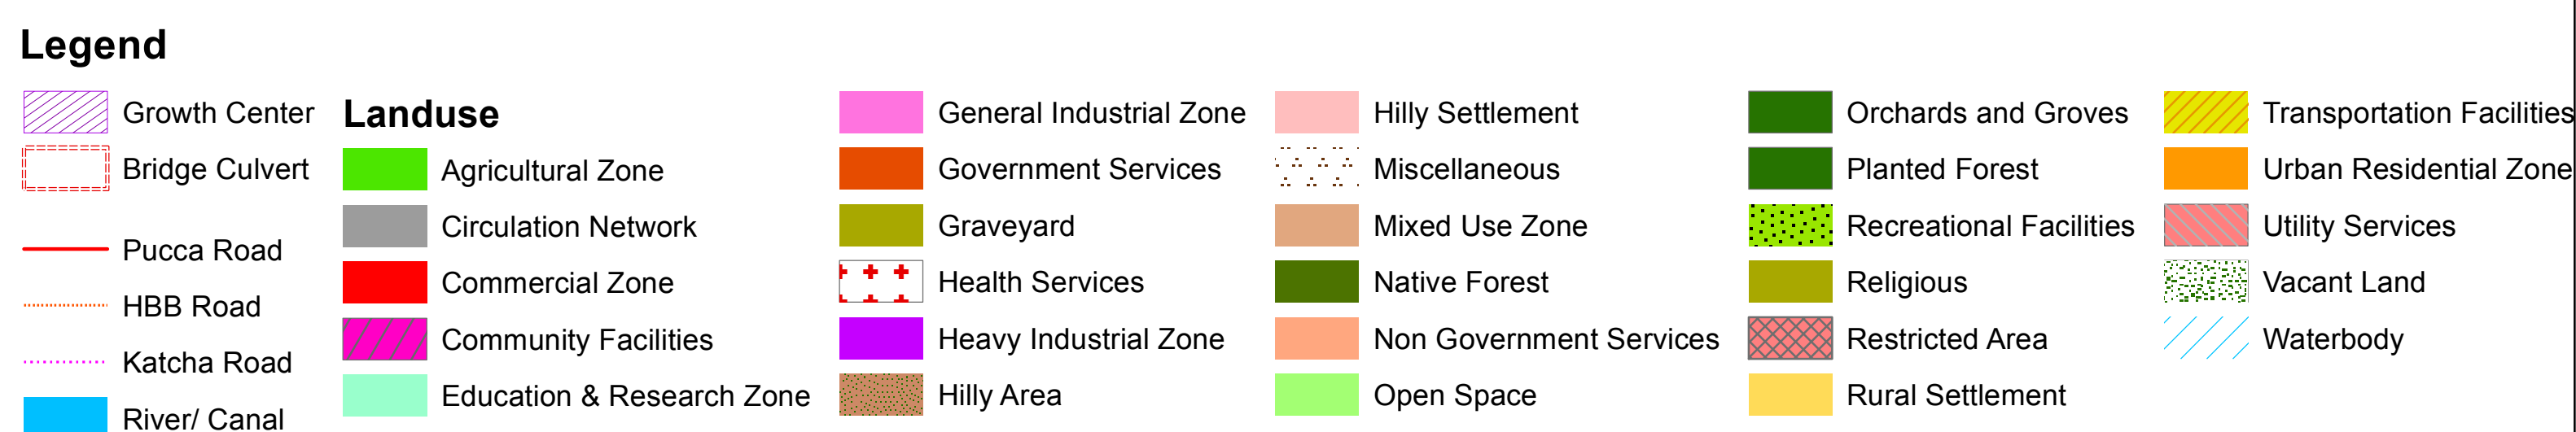 Legend
Growth Center
Bridge Culvert
Pucca Road
HBB Road
Katcha Road
River/ Canal
Landuse
Agricultural Zone
Circulation Network
Commercial Zone
Community Facilities
Education & Research Zone
General Industrial Zone
Government Services
Graveyard
Health Services
Heavy Industrial Zone
Hilly Area
Hilly Settlement
Miscellaneous
Mixed Use Zone
Native Forest
Non Government Services
Open Space
Orchards and Groves
Planted Forest
Recreational Facilities
Religious
Restricted Area
Rural Settlement
Transportation Facilities
Urban Residential Zone
Utility Services
Vacant Land
Waterbody